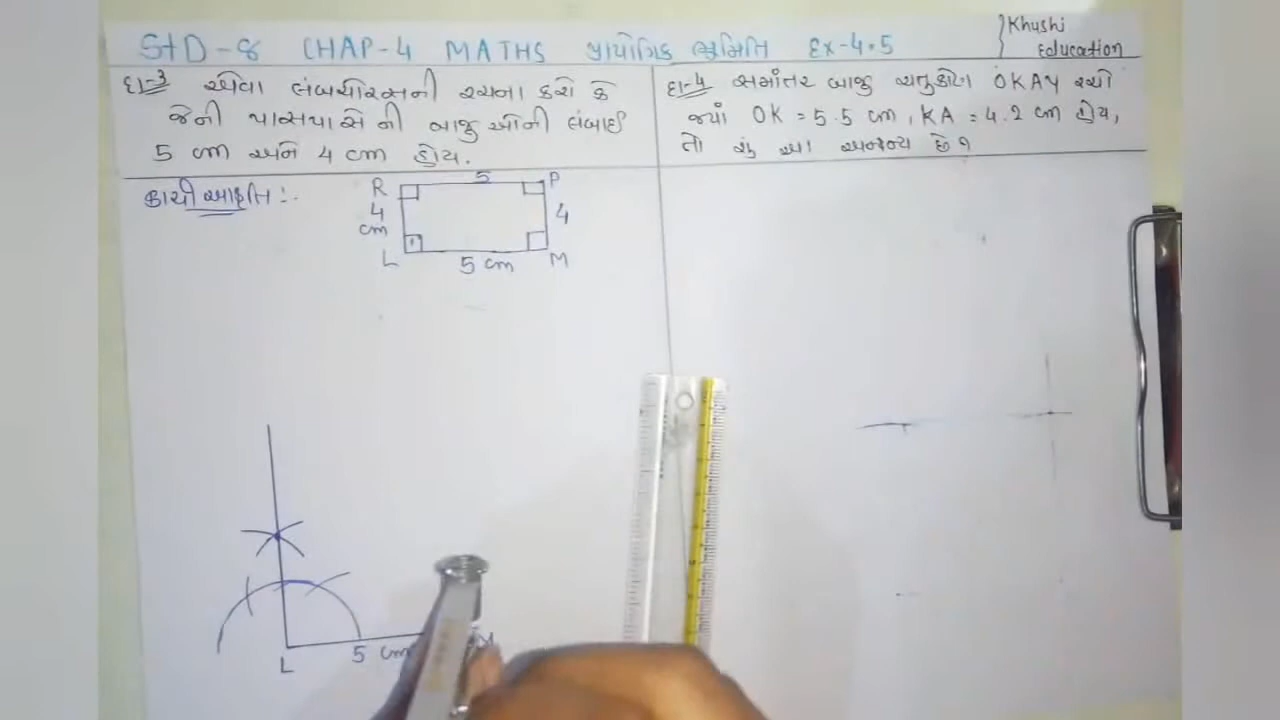 STD-8 CHAP-4 MATHS પ્રાયોગિક ભૂમિતિ Ex-4.5
Khushi
Education
દા-3 એવા લંબચોરસની રચના કરો કે
જેની પાસપાસેની બાજુઓની લંબાઈ
5 cm અને 4 cm હોય.
દા-4 સમાંતર બાજુ ચતુષ્કોણ OKAY રચો
જ્યાં OK = 5.5 cm, KA = 4.2 cm હોય,
તો શું આ અનન્ય છે?
કાચી આકૃતિ :-
R 5 P
4 4
cm
L 5 cm M
L 5 cm M